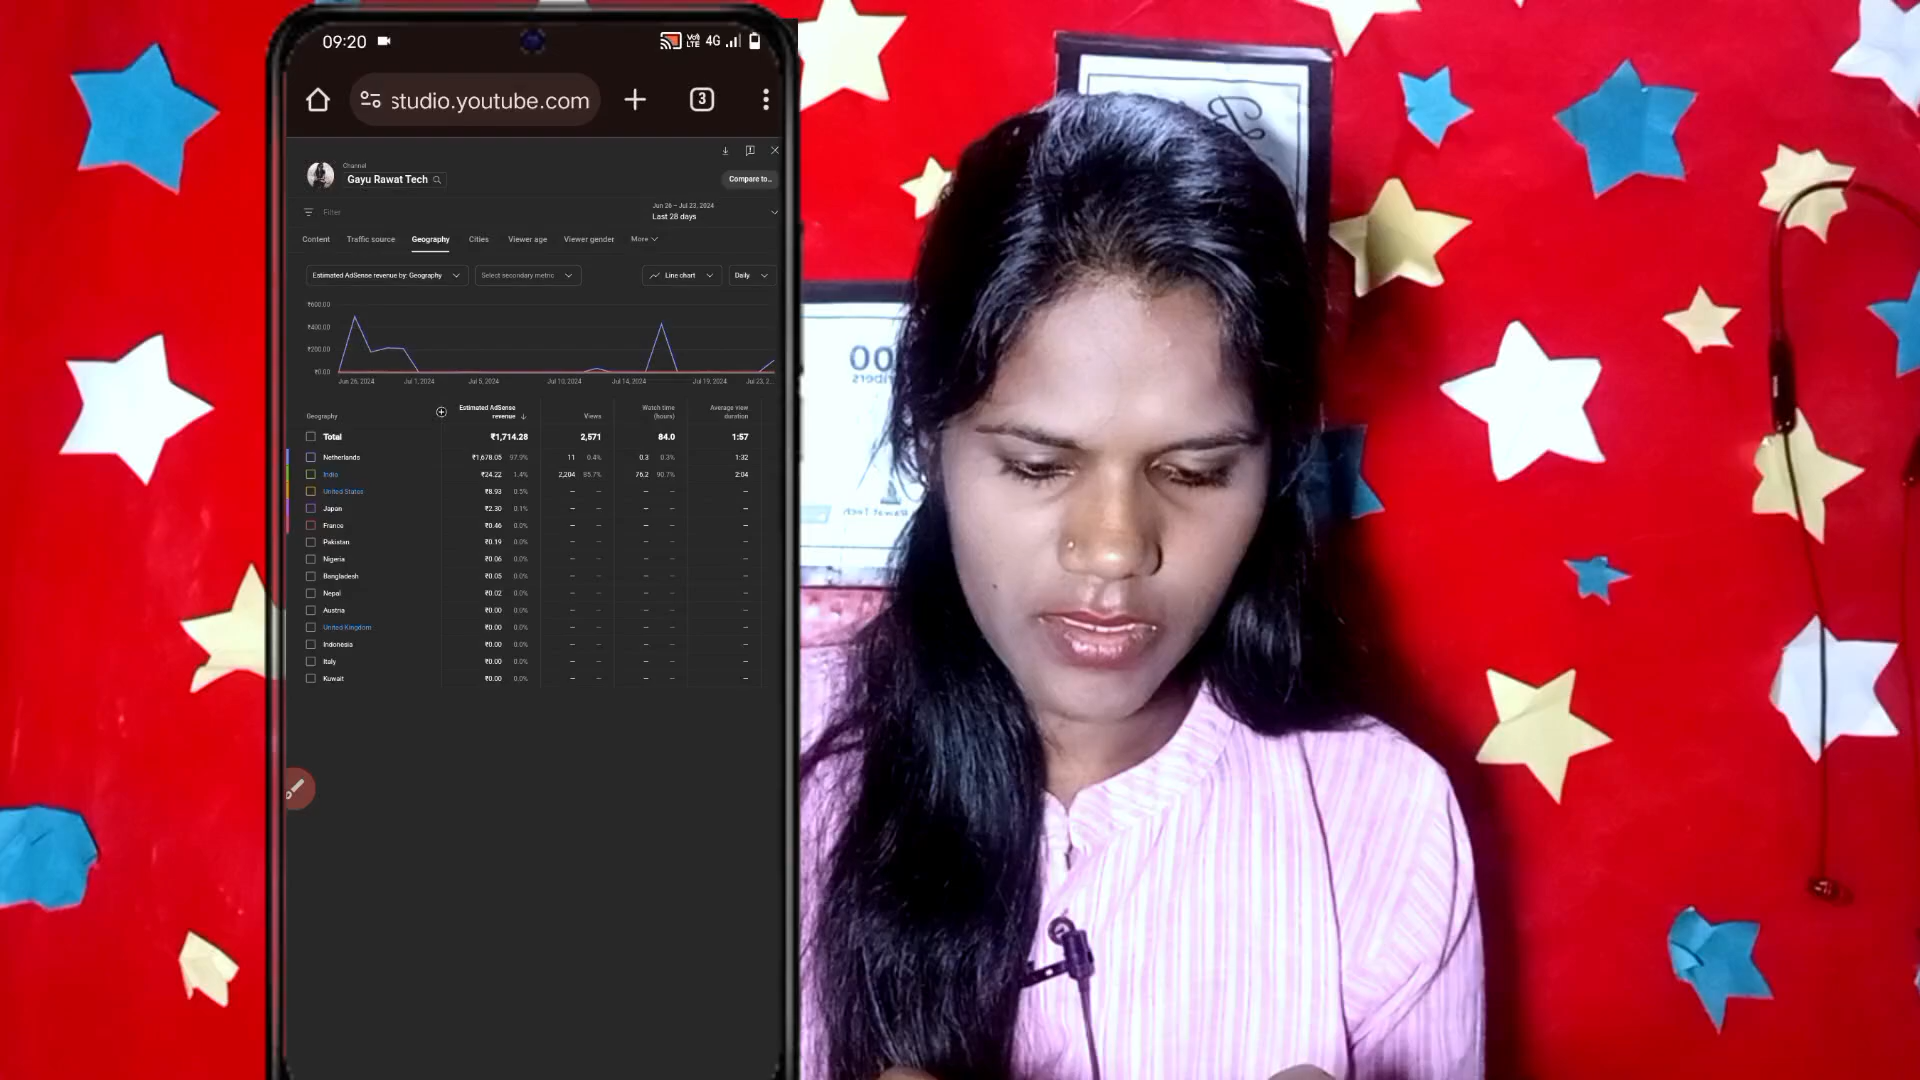 09:20
VoI LTE 4G
studio.youtube.com
3
Channel
Gayu Rawat Tech
Compare to...
Filter
Jun 26 – Jul 23, 2024
Last 28 days
Content Traffic source Geography Cities Viewer age Viewer gender More
Estimated AdSense revenue by: Geography Select secondary metric Line chart Daily
₹600.00
₹400.00
₹200.00
₹0.00
Jun 26, 2024 Jul 1, 2024 Jul 5, 2024 Jul 10, 2024 Jul 14, 2024 Jul 19, 2024 Jul 23, 2...
Geography Estimated AdSense revenue Views Watch time (hours) Average view duration
Total ₹1,714.28 2,571 84.0 1:57
Netherlands ₹1,678.05 97.9% 11 0.4% 0.3 0.3% 1:32
India ₹24.22 1.4% 2,204 85.7% 76.2 90.7% 2:04
United States ₹8.93 0.5% – – – – –
Japan ₹2.30 0.1% – – – – –
France ₹0.46 0.0% – – – – –
Pakistan ₹0.19 0.0% – – – – –
Nigeria ₹0.06 0.0% – – – – –
Bangladesh ₹0.05 0.0% – – – – –
Nepal ₹0.02 0.0% – – – – –
Austria ₹0.00 0.0% – – – – –
United Kingdom ₹0.00 0.0% – – – – –
Indonesia ₹0.00 0.0% – – – – –
Italy ₹0.00 0.0% – – – – –
Kuwait ₹0.00 0.0% – – – – –
00
ribers
Rawat Tech